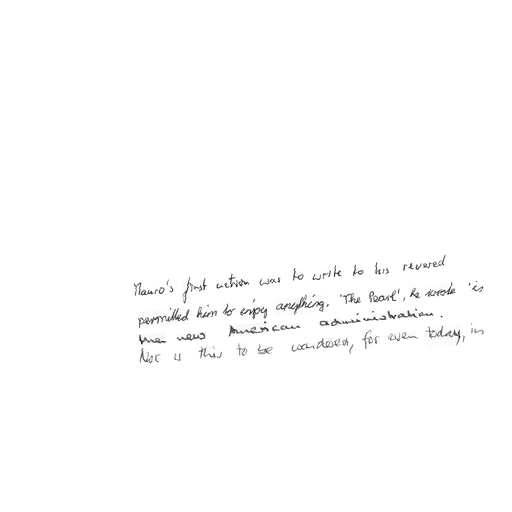 Mauro's first action was to write to his revered
permitted him to enjoy anything. 'The Pearl', he wrote 'is
new American administration.
Nor is this to be wondered, for even today, in